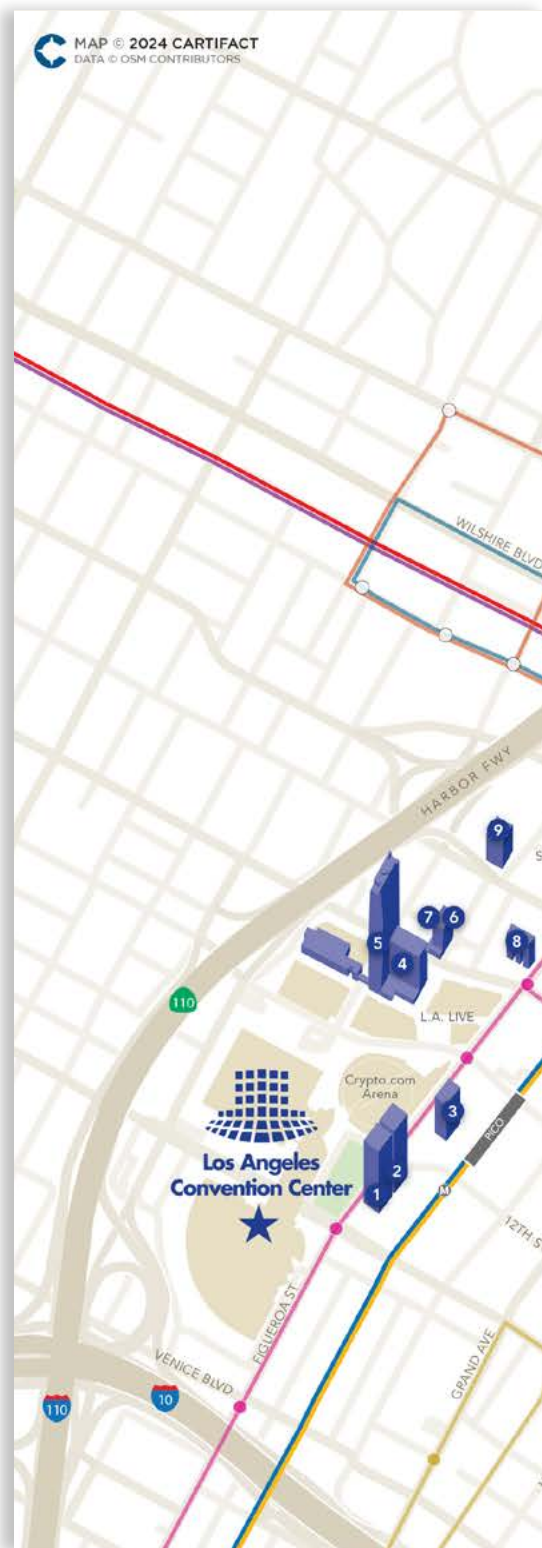 MAP © 2024 CARTIFACT
DATA © OSM CONTRIBUTORS
WILSHIRE BLVD
HARBOR FWY
9
S
7
6
5
4
8
110
L.A. LIVE
Crypto.com
Arena
3
PICO
Los Angeles
Convention Center
2
1
M
12TH S
FIGUEROA ST
VENICE BLVD
GRAND AVE
110
10